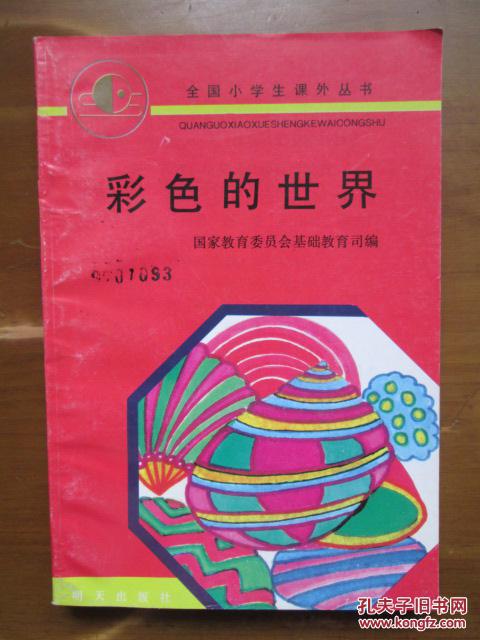 全国小学生课外丛书
QUANGUOXIAOXUESHENGKEWAICONGSHU
彩色的世界
国家教育委员会基础教育司编
01093
明天出版社
孔夫子旧书网
kongfz.com